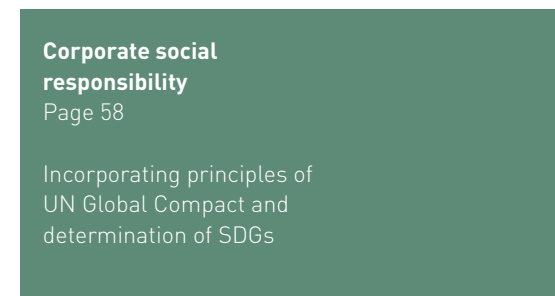 Corporate social
responsibility
Page 58
Incorporating principles of
UN Global Compact and
determination of SDGs